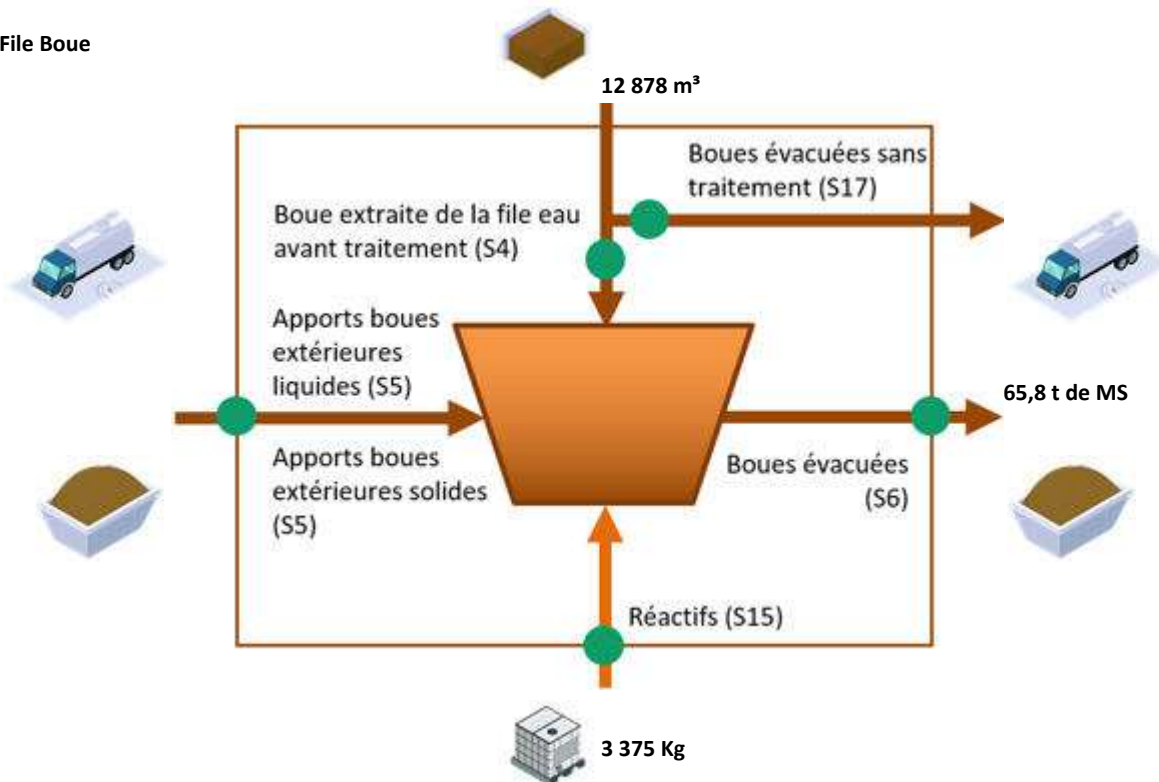 File Boue
12 878 m³
Boues évacuées sans
traitement (S17)
Boue extraite de la file eau
avant traitement (S4)
Apports boues
extérieures
liquides (S5)
65,8 t de MS
Apports boues
extérieures solides
(S5)
Boues évacuées
(S6)
Réactifs (S15)
3 375 Kg